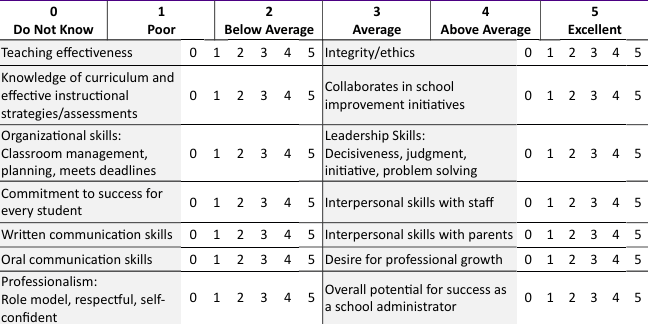 0 1 2 3 4 5
Do Not Know Poor Below Average Average Above Average Excellent
Teaching effectiveness 0 1 2 3 4 5 Integrity/ethics 0 1 2 3 4 5
Knowledge of curriculum and
effective instructional
strategies/assessments 0 1 2 3 4 5
Collaborates in school
improvement initiatives 0 1 2 3 4 5
Organizational skills:
Classroom management,
planning, meets deadlines 0 1 2 3 4 5
Leadership Skills:
Decisiveness, judgment,
initiative, problem solving 0 1 2 3 4 5
Commitment to success for
every student 0 1 2 3 4 5
Interpersonal skills with staff 0 1 2 3 4 5
Written communication skills 0 1 2 3 4 5 Interpersonal skills with parents 0 1 2 3 4 5
Oral communication skills 0 1 2 3 4 5 Desire for professional growth 0 1 2 3 4 5
Professionalism:
Role model, respectful, self-
confident 0 1 2 3 4 5
Overall potential for success as
a school administrator 0 1 2 3 4 5